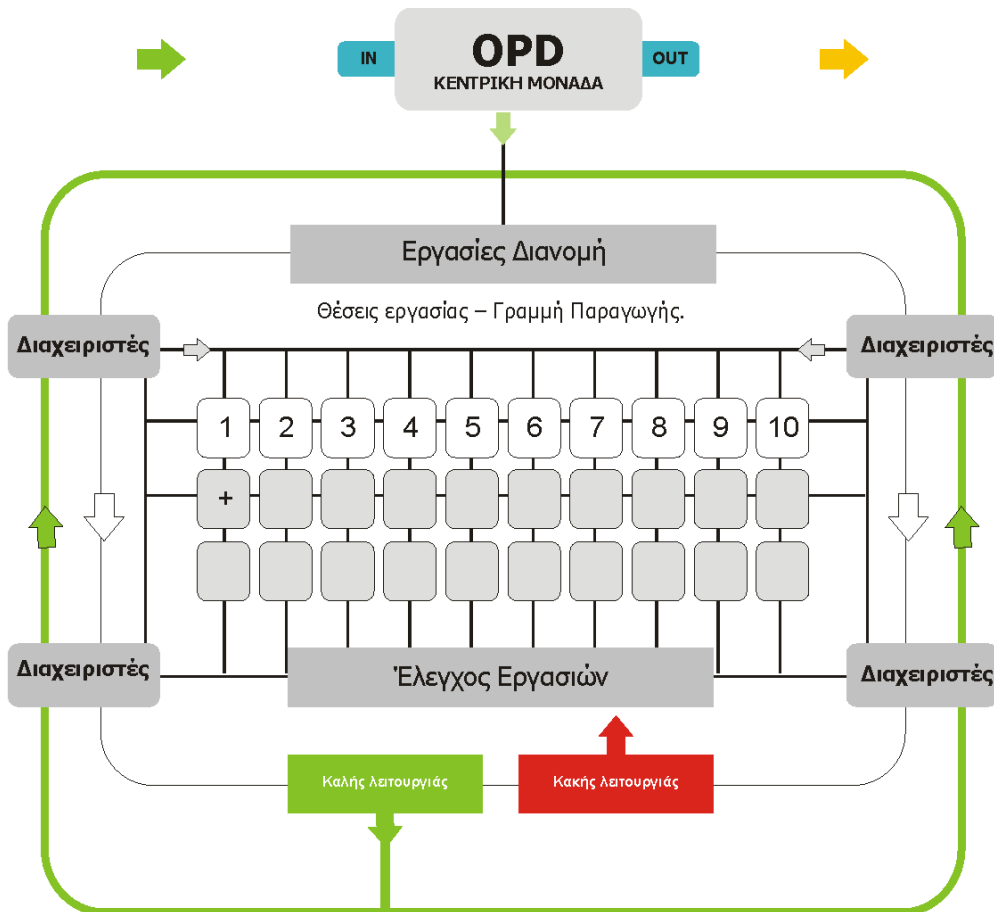 IN
OPD
OUT
ΚΕΝΤΡΙΚΗ ΜΟΝΑΔΑ
Εργασίες Διανομή
Θέσεις εργασίας – Γραμμή Παραγωγής.
Διαχειριστές
Διαχειριστές
1 2 3 4 5 6 7 8 9 10
+
Διαχειριστές
Έλεγχος Εργασιών
Διαχειριστές
Καλής λειτουργιάς
Κακής λειτουργιάς